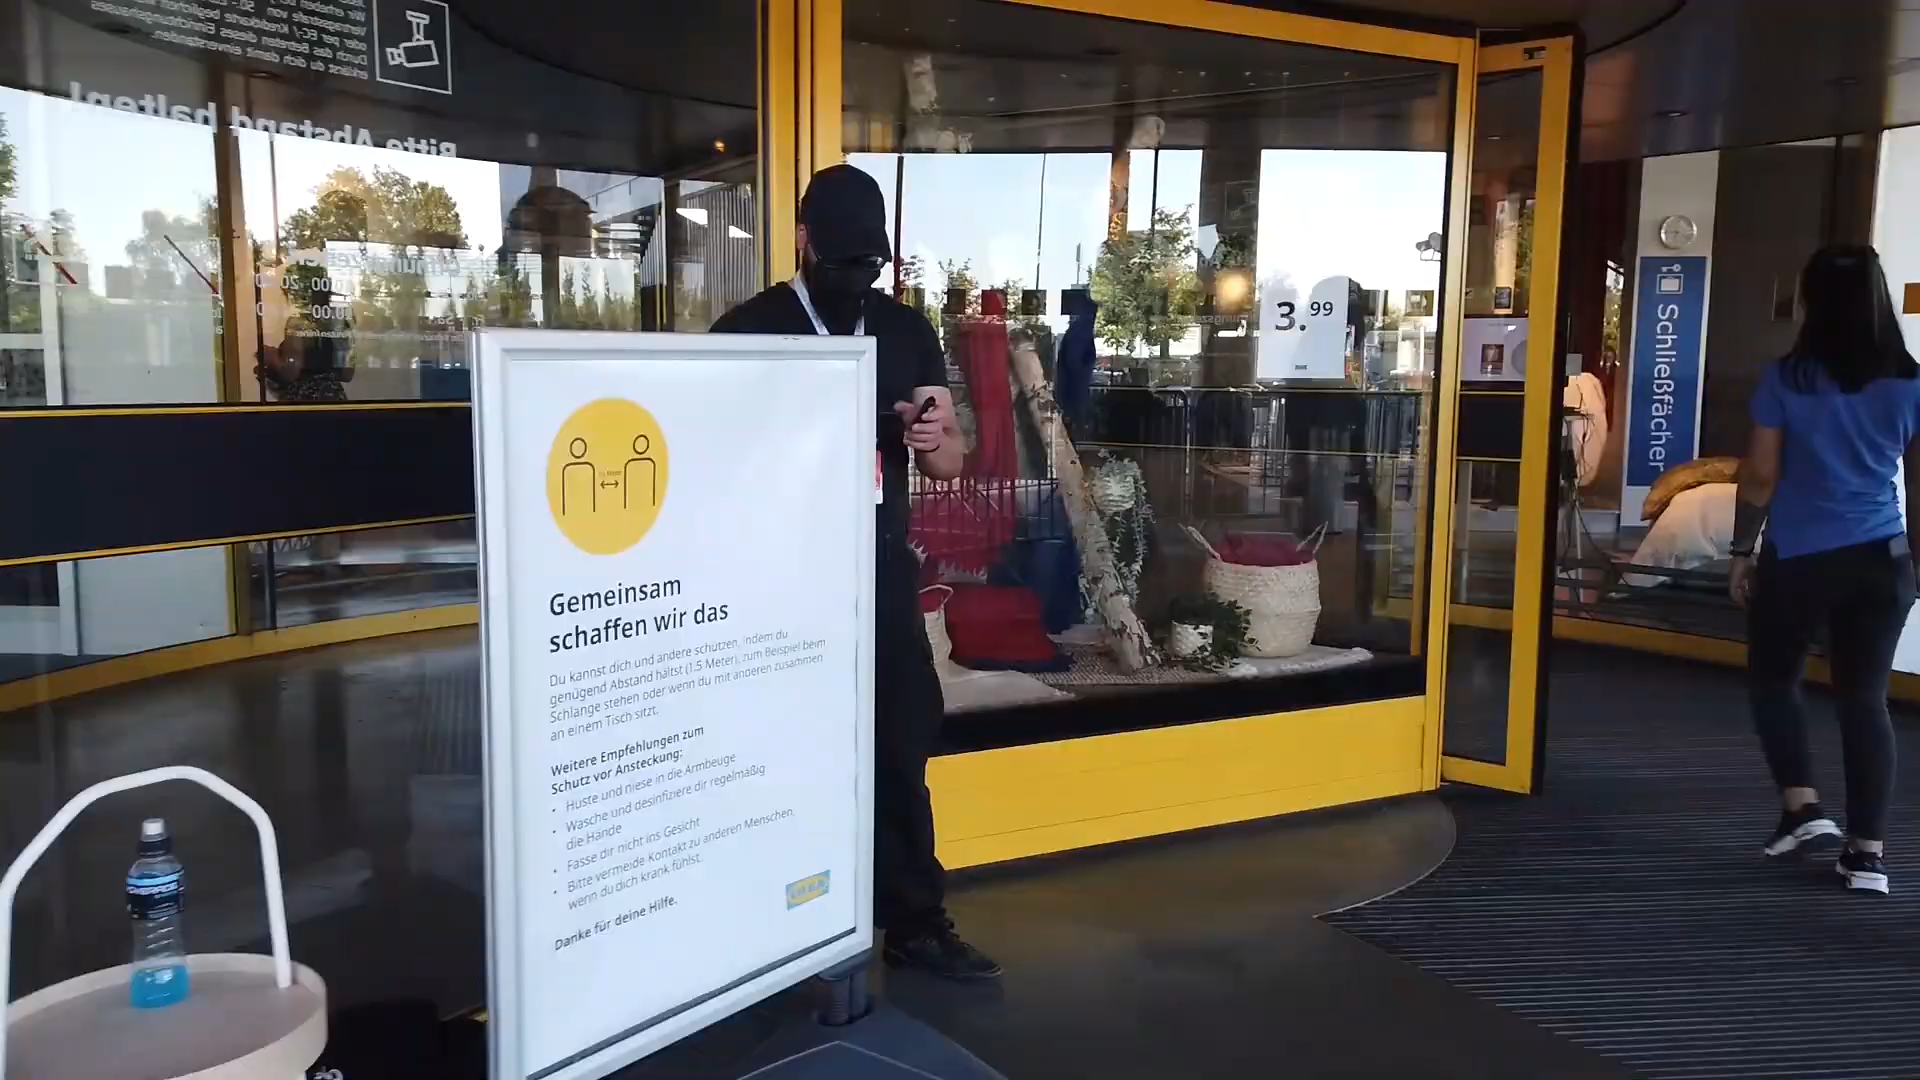 Bitte Abstand halten!
3.99
Schließfächer
Gemeinsam
schaffen wir das
Du kannst dich und andere schützen, indem du
genügend Abstand hältst (1.5 Meter), zum Beispiel beim
Schlange stehen oder wenn du mit anderen zusammen
an einem Tisch sitzt.
Weitere Empfehlungen zum
Schutz vor Ansteckung:
• Huste und niese in die Armbeuge
• Wasche und desinfiziere dir regelmäßig
die Hände
• Fasse dir nicht ins Gesicht
• Bitte vermeide Kontakt zu anderen Menschen,
wenn du dich krank fühlst.
Danke für deine Hilfe.
IKEA
POWERADE